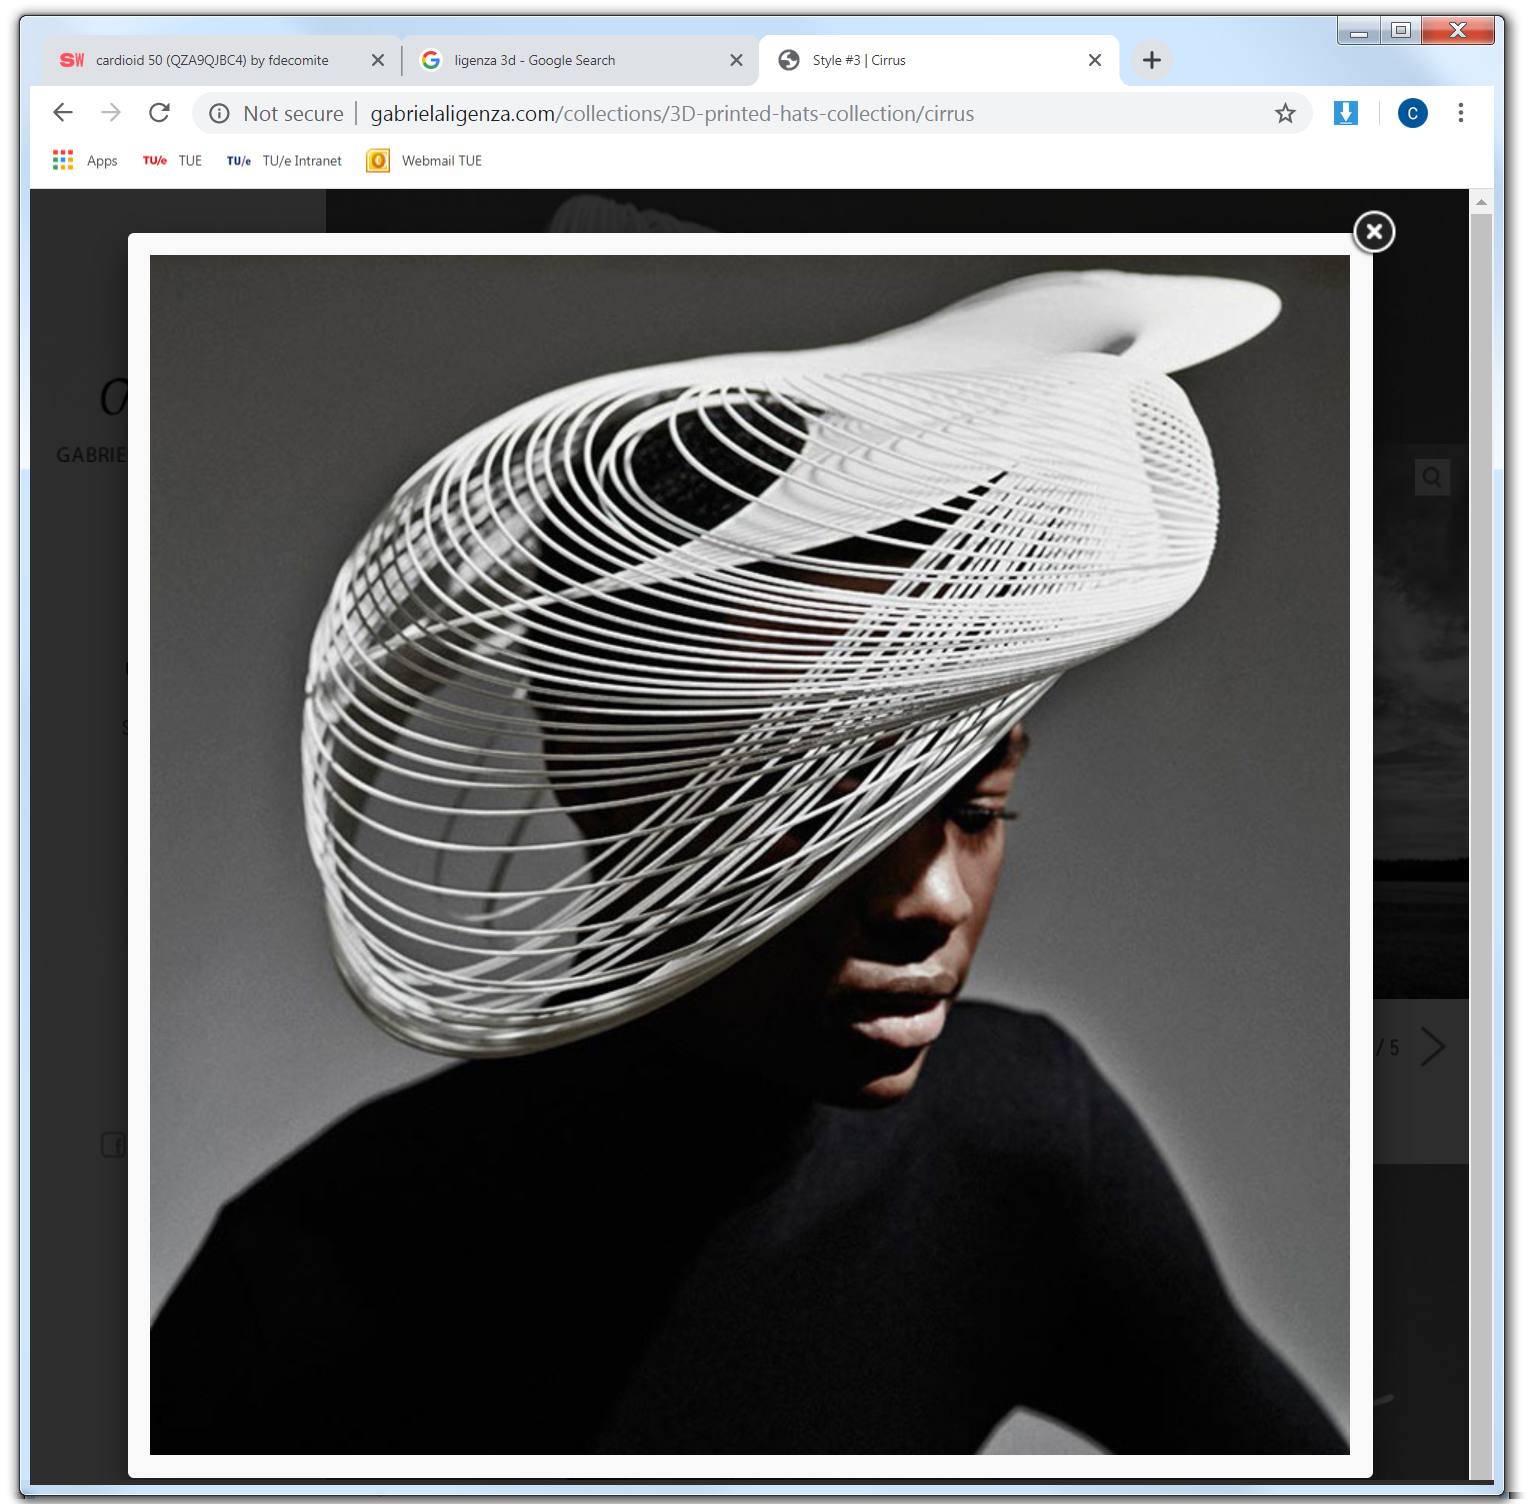 SW cardioid 50 (QZA9QJBC4) by fdecomite
G ligenza 3d - Google Search
Style #3 | Cirrus
Not secure | gabrielaligenza.com/collections/3D-printed-hats-collection/cirrus
C
Apps
TU/e TUE
TU/e TU/e Intranet
Webmail TUE
GABRIE
/ 5
f